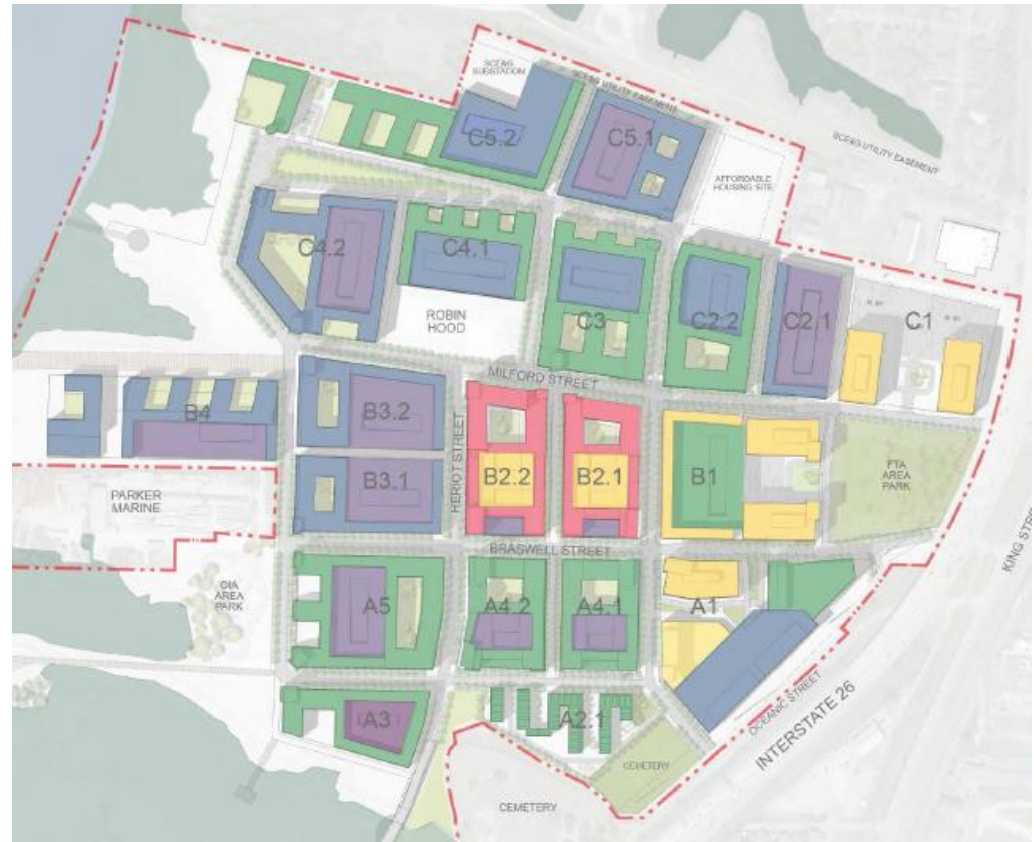 SCE&G
SUBSTATION
SCE&G UTILITY EASEMENT
C5.2
C5.1
SCE&G UTILITY EASEMENT
AFFORDABLE
HOUSING SITE
C4.2
C4.1
ROBIN
HOOD
C3
C2.2
C2.1
C1
MILFORD STREET
B4
B3.2
HERIOT STREET
B3.1
B2.2
B2.1
B1
FTA
AREA
PARK
PARKER
MARINE
BRASWELL STREET
KING STR
OIA
AREA
PARK
A5
A4.2
A4.1
A1
A3
A2.1
OCEANIC STREET
INTERSTATE 26
CEMETERY
CEMETERY